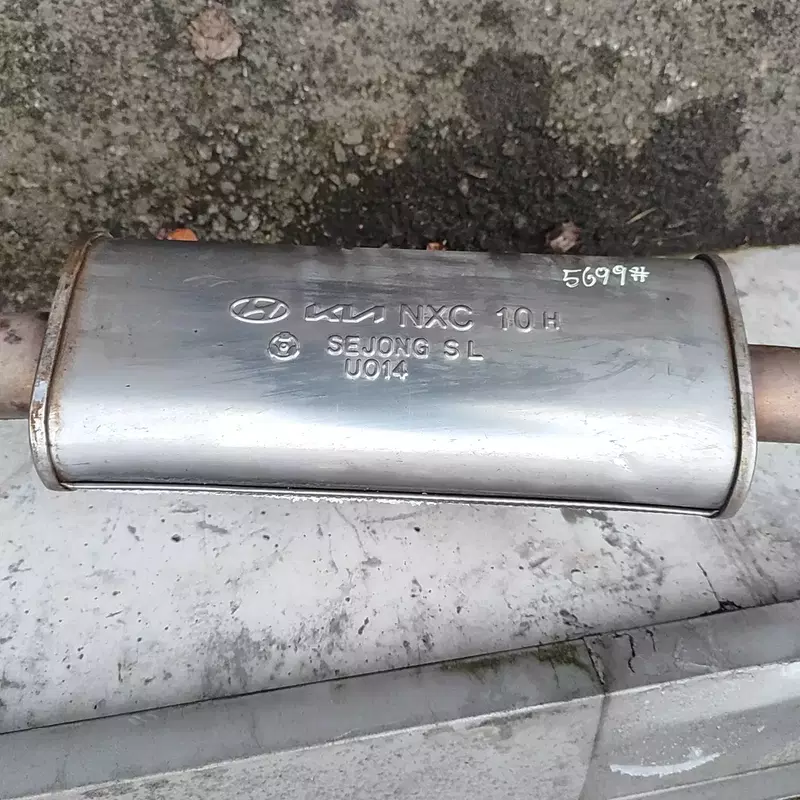 5699#
KIA NXC 10 H
SEJONG S L
U014